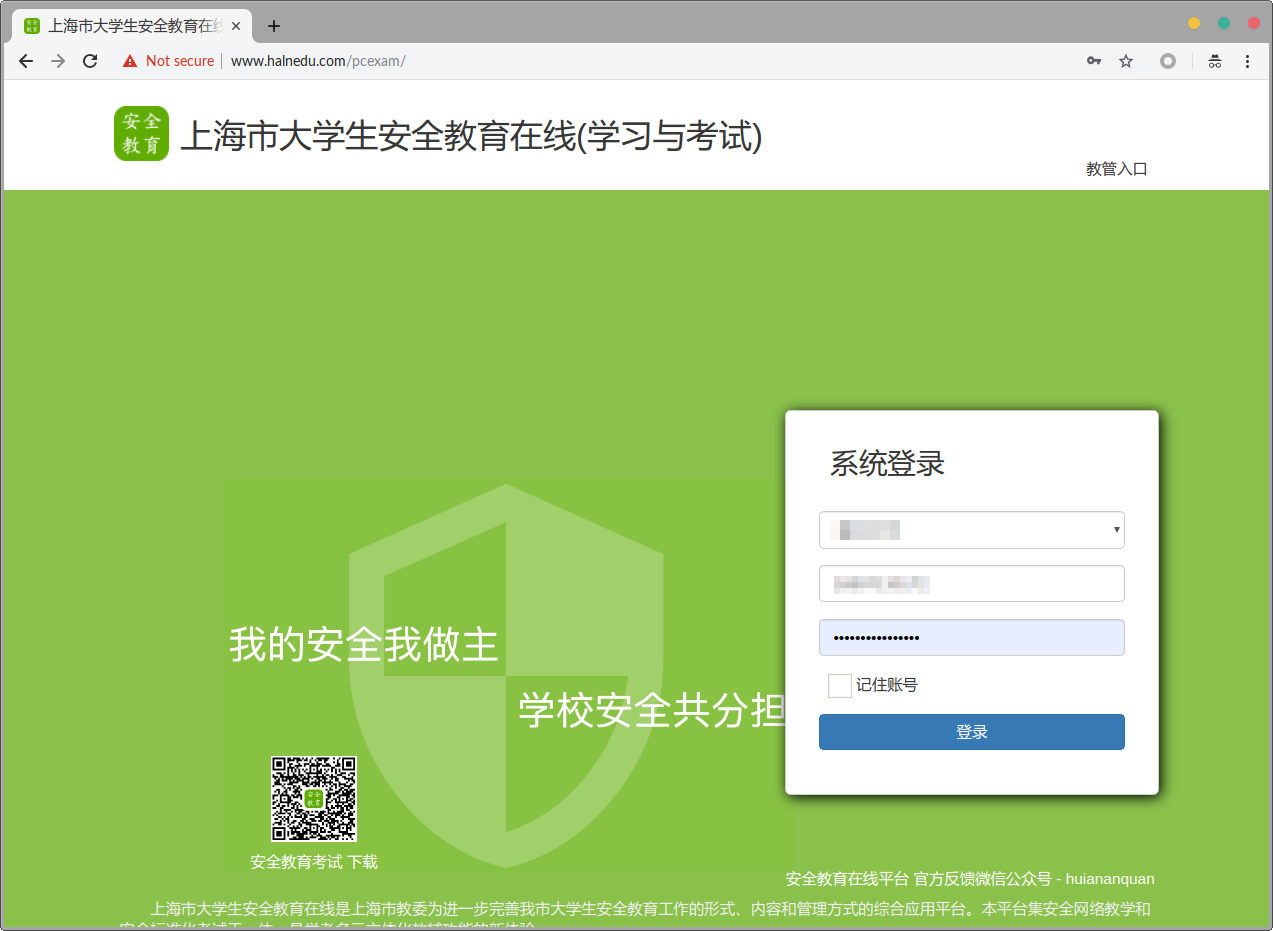 上海市大学生安全教育在线
Not secure
www.halnedu.com/pcexam/
安全
教育
上海市大学生安全教育在线(学习与考试)
教管入口
系统登录
我的安全我做主
学校安全共分担
记住账号
登录
安全教育考试 下载
安全教育在线平台 官方反馈微信公众号 - huiananquan
上海市大学生安全教育在线是上海市教委为进一步完善我市大学生安全教育工作的形式、内容和管理方式的综合应用平台。本平台集安全网络教学和